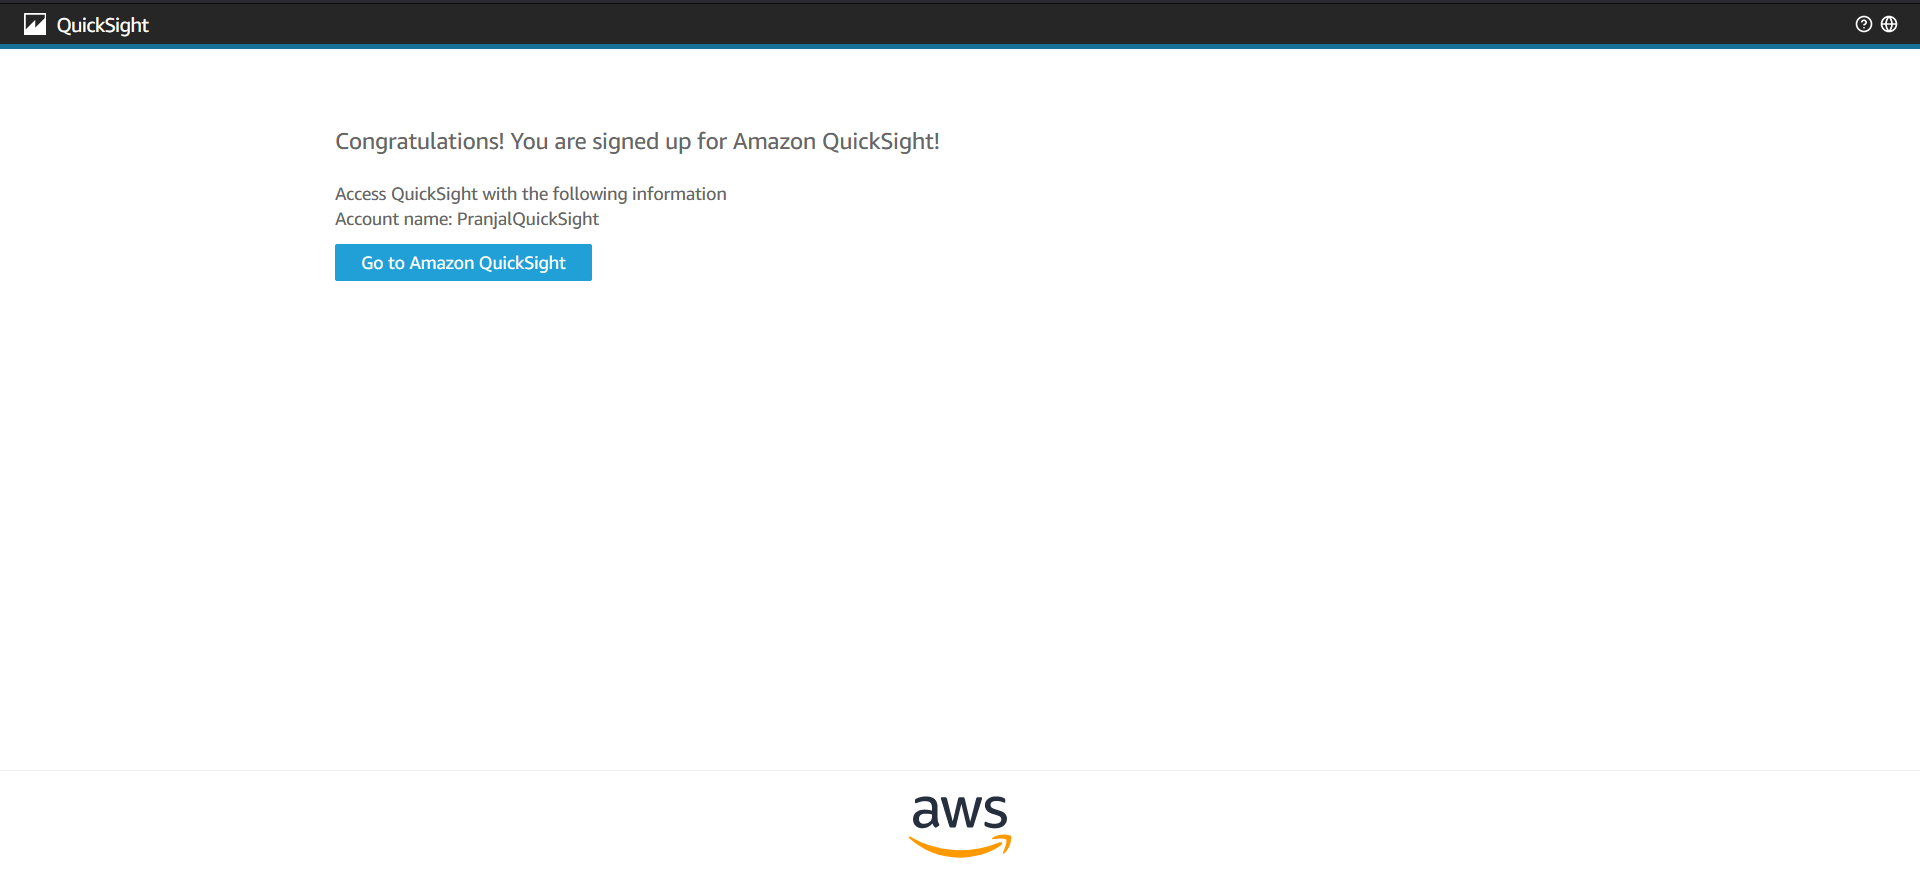 QuickSight
Congratulations! You are signed up for Amazon QuickSight!
Access QuickSight with the following information
Account name: PranjalQuickSight
Go to Amazon QuickSight
aws